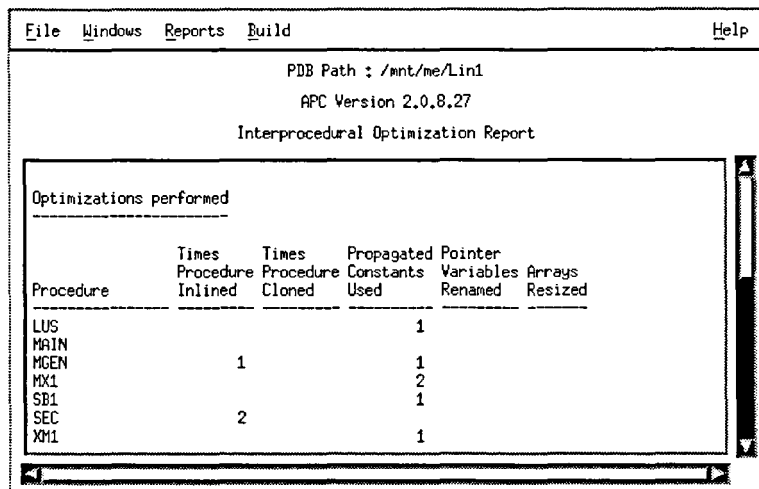 File Windows Reports Build Help
PDB Path : /mnt/me/Lin1
APC Version 2.0.8.27
Interprocedural Optimization Report
Optimizations performed
Times Times Propagated Pointer
Procedure Procedure Constants Variables Arrays
Procedure Inlined Cloned Used Renamed Resized
LUS 1
MAIN
MGEN 1 1
MX1 2
SB1 1
SEC 2
XM1 1